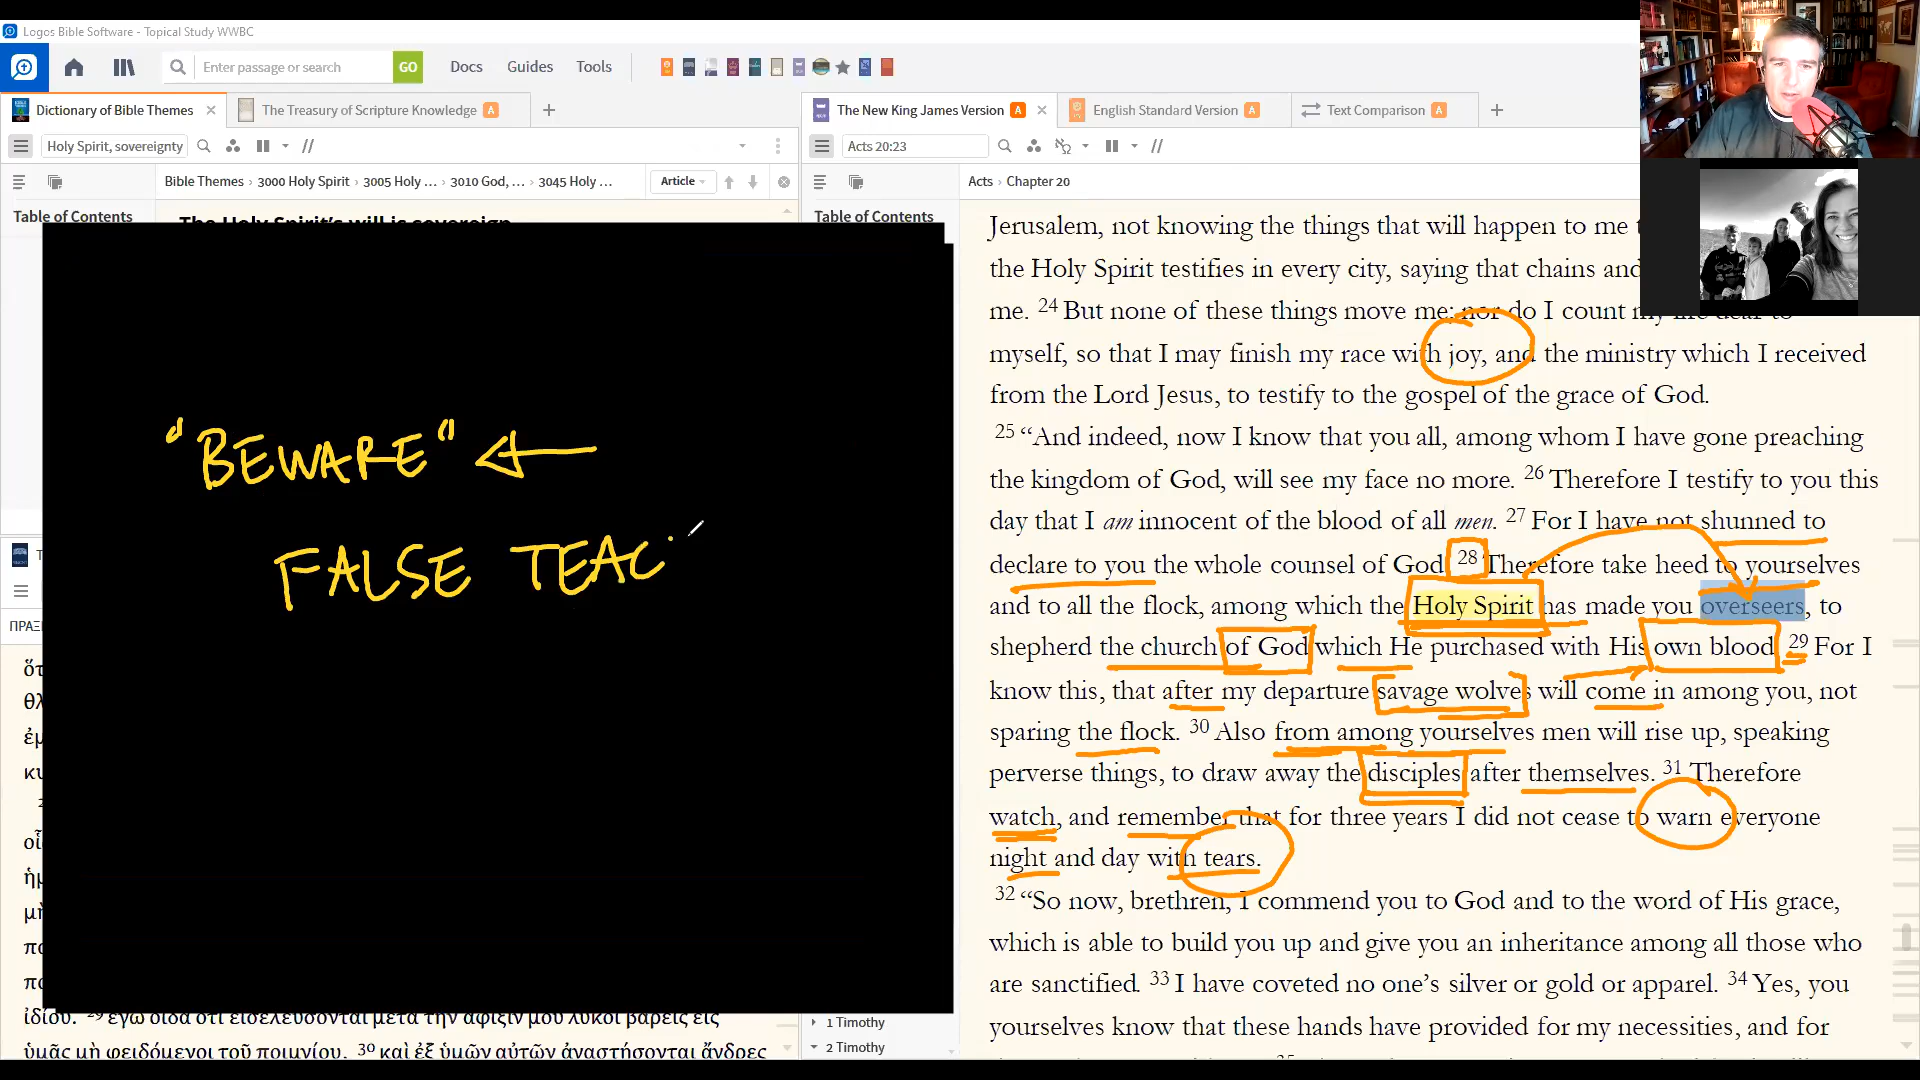 Logos Bible Software - Topical Study WWBC
Enter passage or search GO Docs Guides Tools
Dictionary of Bible Themes
The Treasury of Scripture Knowledge A
The New King James Version A
English Standard Version A
Text Comparison A
Holy Spirit, sovereignty
Acts 20:23
Bible Themes › 3000 Holy Spirit › 3005 Holy ... › 3010 God, ... › 3045 Holy ...
Article
Acts › Chapter 20
Table of Contents
The Holy Spirit's will is sovereign
Table of Contents
"BEWARE"
FALSE TEAC
ΠΡΑΞ
ἰδίου. 29 ἐγὼ οἶδα ὅτι εἰσελεύσονται μετὰ τὴν ἄφιξίν μου λύκοι βαρεῖς εἰς
ὑμᾶς μὴ φειδόμενοι τοῦ ποιμνίου. 30 καὶ ἐξ ὑμῶν αὐτῶν ἀναστήσονται ἄνδρες
1 Timothy
2 Timothy
Jerusalem, not knowing the things that will happen to me
the Holy Spirit testifies in every city, saying that chains and
me. 24 But none of these things move me; nor do I count my life dear to
myself, so that I may finish my race with joy, and the ministry which I received
from the Lord Jesus, to testify to the gospel of the grace of God.
25 “And indeed, now I know that you all, among whom I have gone preaching
the kingdom of God, will see my face no more. 26 Therefore I testify to you this
day that I am innocent of the blood of all men. 27 For I have not shunned to
declare to you the whole counsel of God. 28 Therefore take heed to yourselves
and to all the flock, among which the Holy Spirit has made you overseers, to
shepherd the church of God which He purchased with His own blood. 29 For I
know this, that after my departure savage wolves will come in among you, not
sparing the flock. 30 Also from among yourselves men will rise up, speaking
perverse things, to draw away the disciples after themselves. 31 Therefore
watch, and remember that for three years I did not cease to warn everyone
night and day with tears.
32 “So now, brethren, I commend you to God and to the word of His grace,
which is able to build you up and give you an inheritance among all those who
are sanctified. 33 I have coveted no one’s silver or gold or apparel. 34 Yes, you
yourselves know that these hands have provided for my necessities, and for